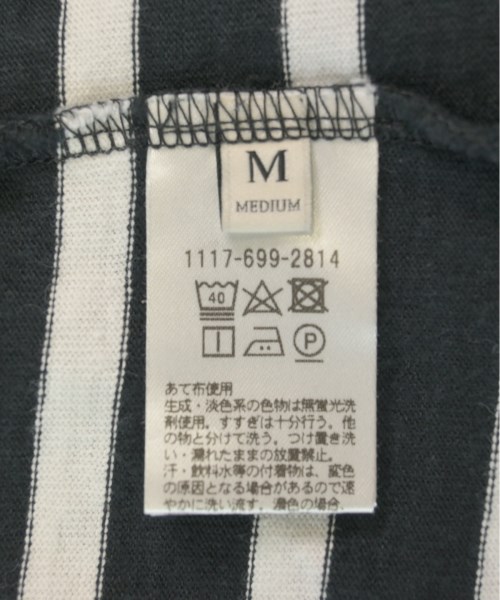 M
MEDIUM
1117-699-2814
40
P
あて布使用
生成・淡色系の色物は無蛍光洗
剤使用。すすぎは十分行う。他
の物と分けて洗う。つけ置き洗
い・濡れたままの放置禁止。
汗・飲料水等の付着物は、変色
の原因となる場合があるので速
やかに洗い流す。